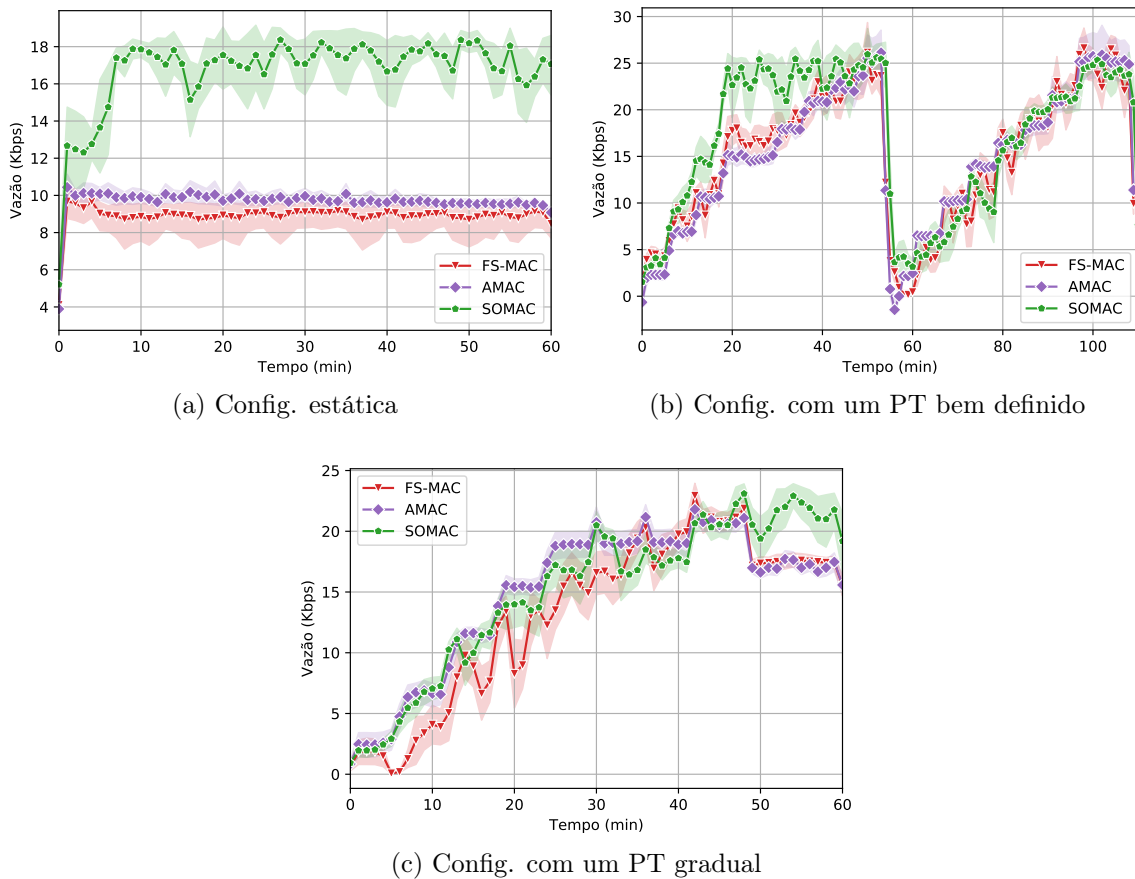 18
16
14
12
10
8
6
4
Vazão (Kbps)
FS-MAC
AMAC
SOMAC
0 10 20 30 40 50 60
Tempo (min)
(a) Config. estática
30
25
20
15
10
5
0
Vazão (Kbps)
FS-MAC
AMAC
SOMAC
0 20 40 60 80 100
Tempo (min)
(b) Config. com um PT bem definido
25
20
15
10
5
0
Vazão (Kbps)
FS-MAC
AMAC
SOMAC
0 10 20 30 40 50 60
Tempo (min)
(c) Config. com um PT gradual